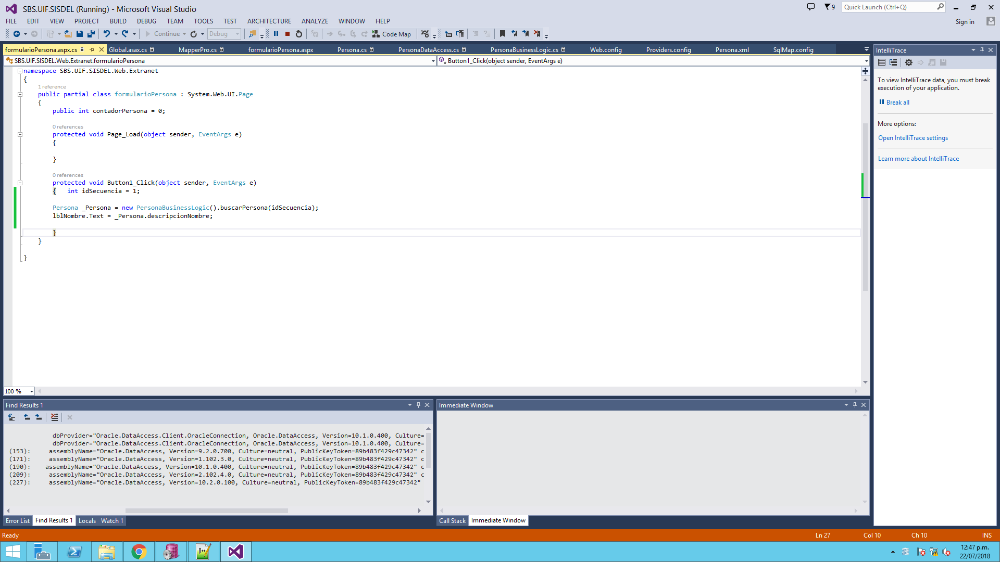 SBS.UIF.SISDEL (Running) - Microsoft Visual Studio
9
Quick Launch (Ctrl+Q)
FILE EDIT VIEW PROJECT BUILD DEBUG TEAM TOOLS TEST ARCHITECTURE ANALYZE WINDOW HELP
Sign in
Continue Debug Code Map
formularioPersona.aspx.cs Global.asax.cs MapperPro.cs formularioPersona.aspx Persona.cs PersonaDataAccess.cs PersonaBusinessLogic.cs Web.config Providers.config Persona.xml SqlMap.config
SBS.UIF.SISDEL.Web.Extranet.formularioPersona
Button1_Click(object sender, EventArgs e)
namespace SBS.UIF.SISDEL.Web.Extranet
{
1 reference
public partial class formularioPersona : System.Web.UI.Page
{
public int contadorPersona = 0;
0 references
protected void Page_Load(object sender, EventArgs e)
{
}
0 references
protected void Button1_Click(object sender, EventArgs e)
{ int idSecuencia = 1;
Persona _Persona = new PersonaBusinessLogic().buscarPersona(idSecuencia);
lblNombre.Text = _Persona.descripcionNombre;
}
}
}
100 %
IntelliTrace
To view IntelliTrace data, you must break
execution of your application.
Break all
More options:
Open IntelliTrace settings
Learn more about IntelliTrace
Find Results 1
dbProvider="Oracle.DataAccess.Client.OracleConnection, Oracle.DataAccess, Version=10.1.0.400, Culture=
dbProvider="Oracle.DataAccess.Client.OracleConnection, Oracle.DataAccess, Version=10.1.0.400, Culture=
(153): assemblyName="Oracle.DataAccess, Version=9.2.0.700, Culture=neutral, PublicKeyToken=89b483f429c47342" c
(171): assemblyName="Oracle.DataAccess, Version=1.102.3.0, Culture=neutral, PublicKeyToken=89b483f429c47342" c
(190): assemblyName="Oracle.DataAccess, Version=10.1.0.400, Culture=neutral, PublicKeyToken=89b483f429c47342" c
(209): assemblyName="Oracle.DataAccess, Version=2.102.4.0, Culture=neutral, PublicKeyToken=89b483f429c47342" c
(227): assemblyName="Oracle.DataAccess, Version=10.2.0.100, Culture=neutral, PublicKeyToken=89b483f429c47342"
Error List Find Results 1 Locals Watch 1
Immediate Window
Call Stack Immediate Window
Ready
Ln 27 Col 10 Ch 10 INS
12:47 p.m.
22/07/2018